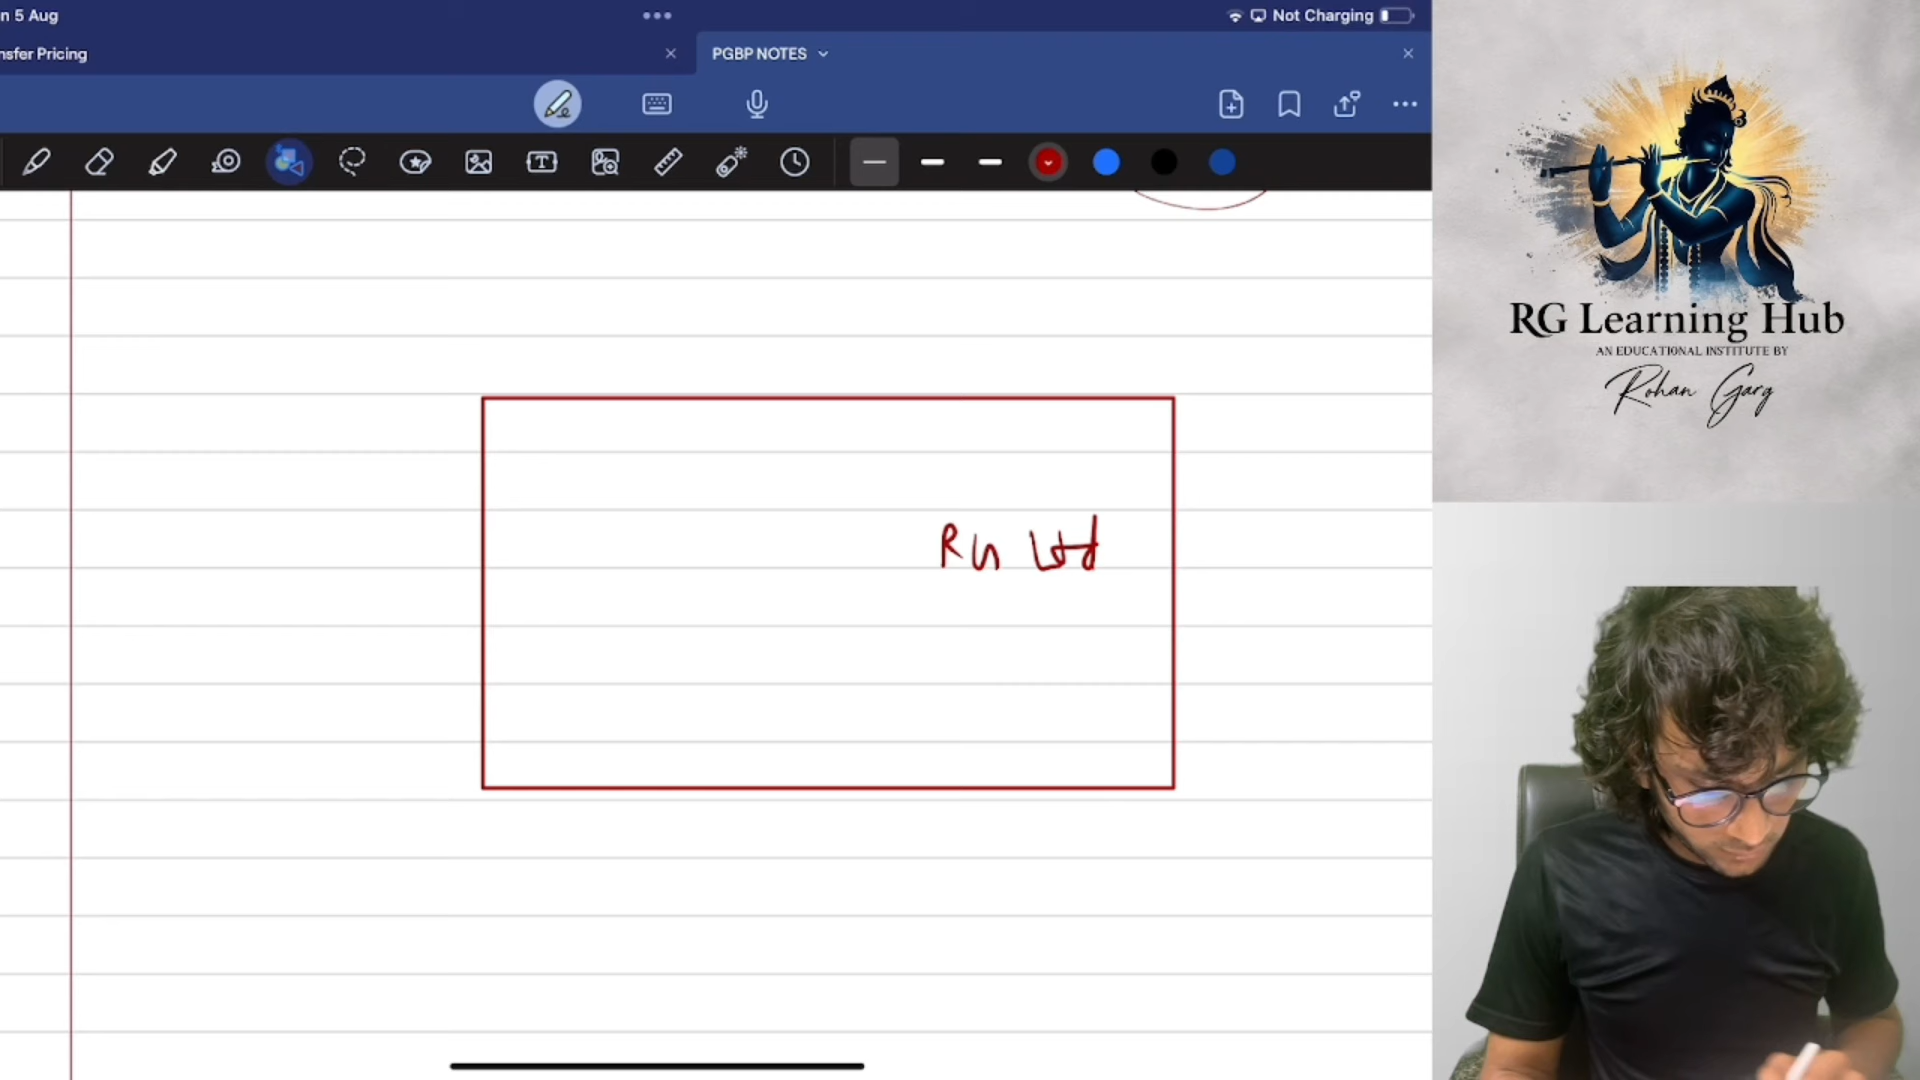 n 5 Aug
Not Charging
nsfer Pricing
PGBP NOTES
RG Ltd
RG Learning Hub
AN EDUCATIONAL INSTITUTE BY
Rohan Garg